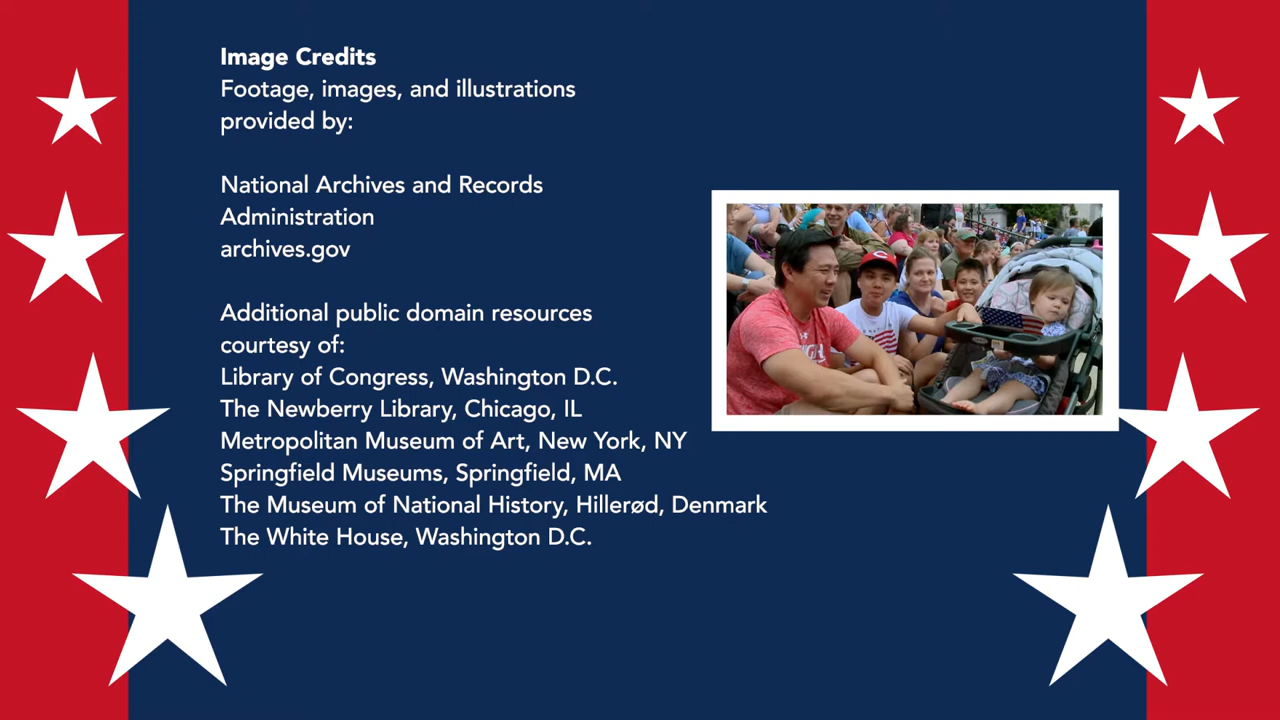 Image Credits
Footage, images, and illustrations
provided by:
National Archives and Records
Administration
archives.gov
Additional public domain resources
courtesy of:
Library of Congress, Washington D.C.
The Newberry Library, Chicago, IL
Metropolitan Museum of Art, New York, NY
Springfield Museums, Springfield, MA
The Museum of National History, Hillerød, Denmark
The White House, Washington D.C.